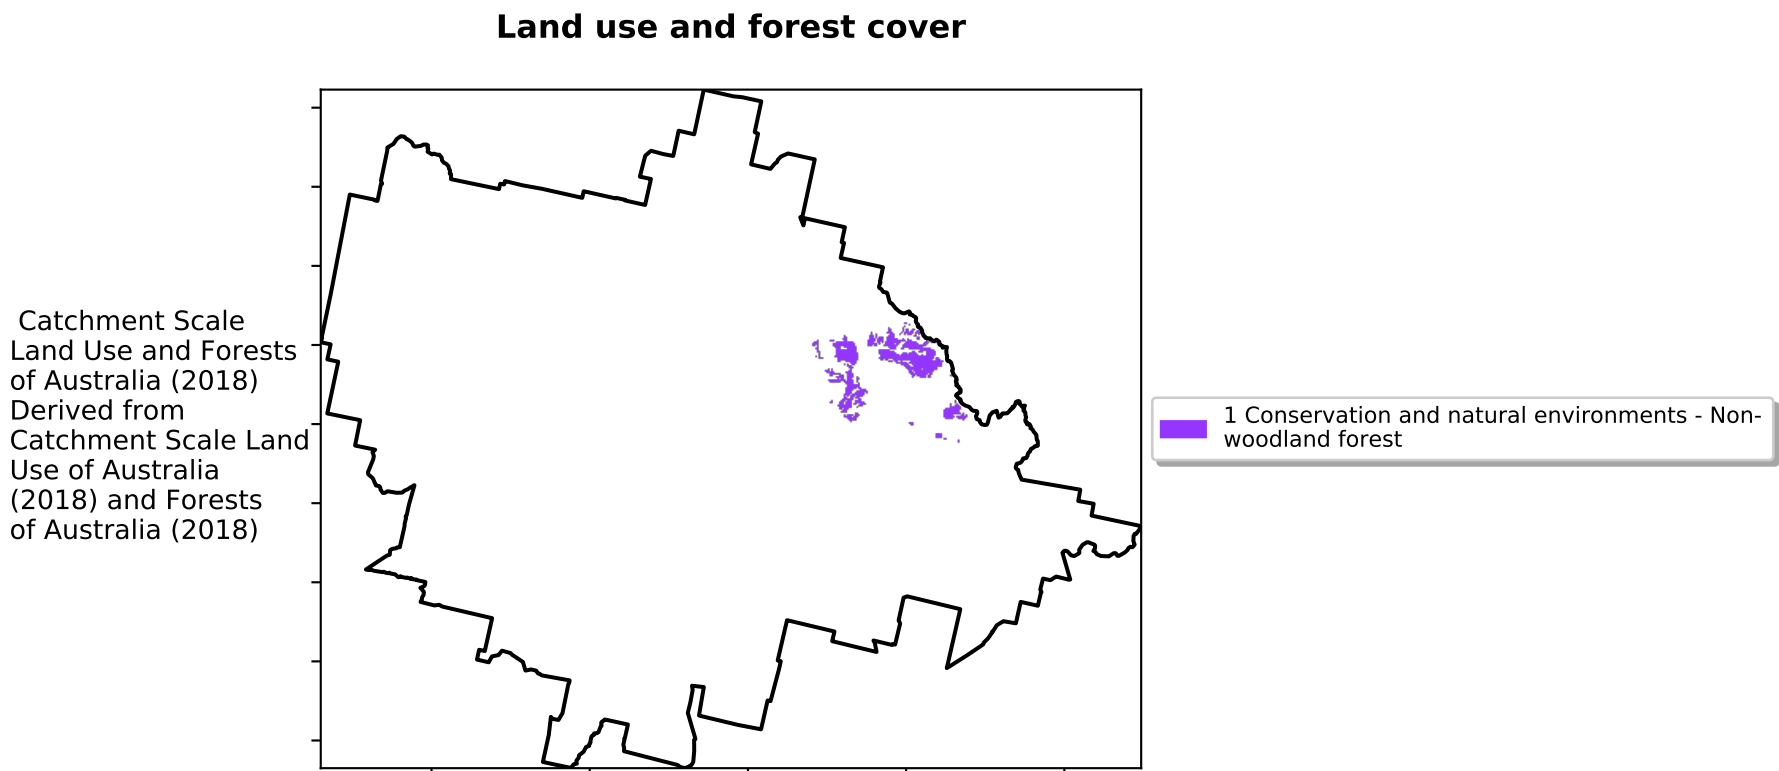 Land use and forest cover
Catchment Scale
Land Use and Forests
of Australia (2018)
Derived from
Catchment Scale Land
Use of Australia
(2018) and Forests
of Australia (2018)
1 Conservation and natural environments - Non-
woodland forest